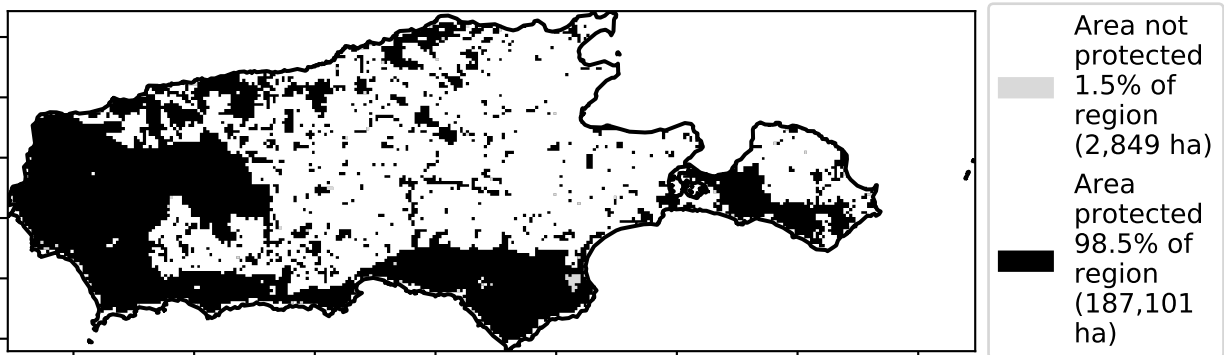 Area not
protected
1.5% of
region
(2,849 ha)
Area
protected
98.5% of
region
(187,101
ha)